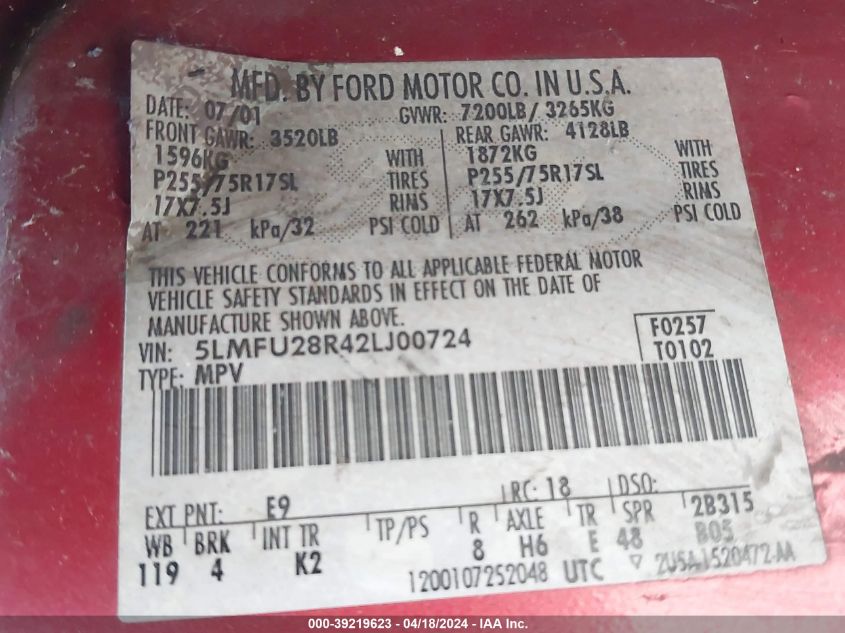 MFD. BY FORD MOTOR CO. IN U.S.A.
DATE: 07/01 GVWR: 7200LB/ 3265KG
FRONT GAWR: 3520LB REAR GAWR: 4128LB
1596KG WITH 1872KG WITH
P255/75R17SL TIRES P255/75R17SL TIRES
17X7.5J RIMS 17X7.5J RIMS
AT 221 kPa/32 PSI COLD AT 262 kPa/38 PSI COLD
THIS VEHICLE CONFORMS TO ALL APPLICABLE FEDERAL MOTOR
VEHICLE SAFETY STANDARDS IN EFFECT ON THE DATE OF
MANUFACTURE SHOWN ABOVE.
VIN: 5LMFU28R42LJ00724 F0257
TYPE: MPV T0102
EXT PNT: E9 RC: 18 DSO:
WB BRK INT TR TP/PS R AXLE TR SPR 2B315
119 4 K2 8 H6 E 48 B05
1200107252048 UTC ▽ 2U5A1520472-AA
000-39219623 - 04/18/2024 - IAA Inc.